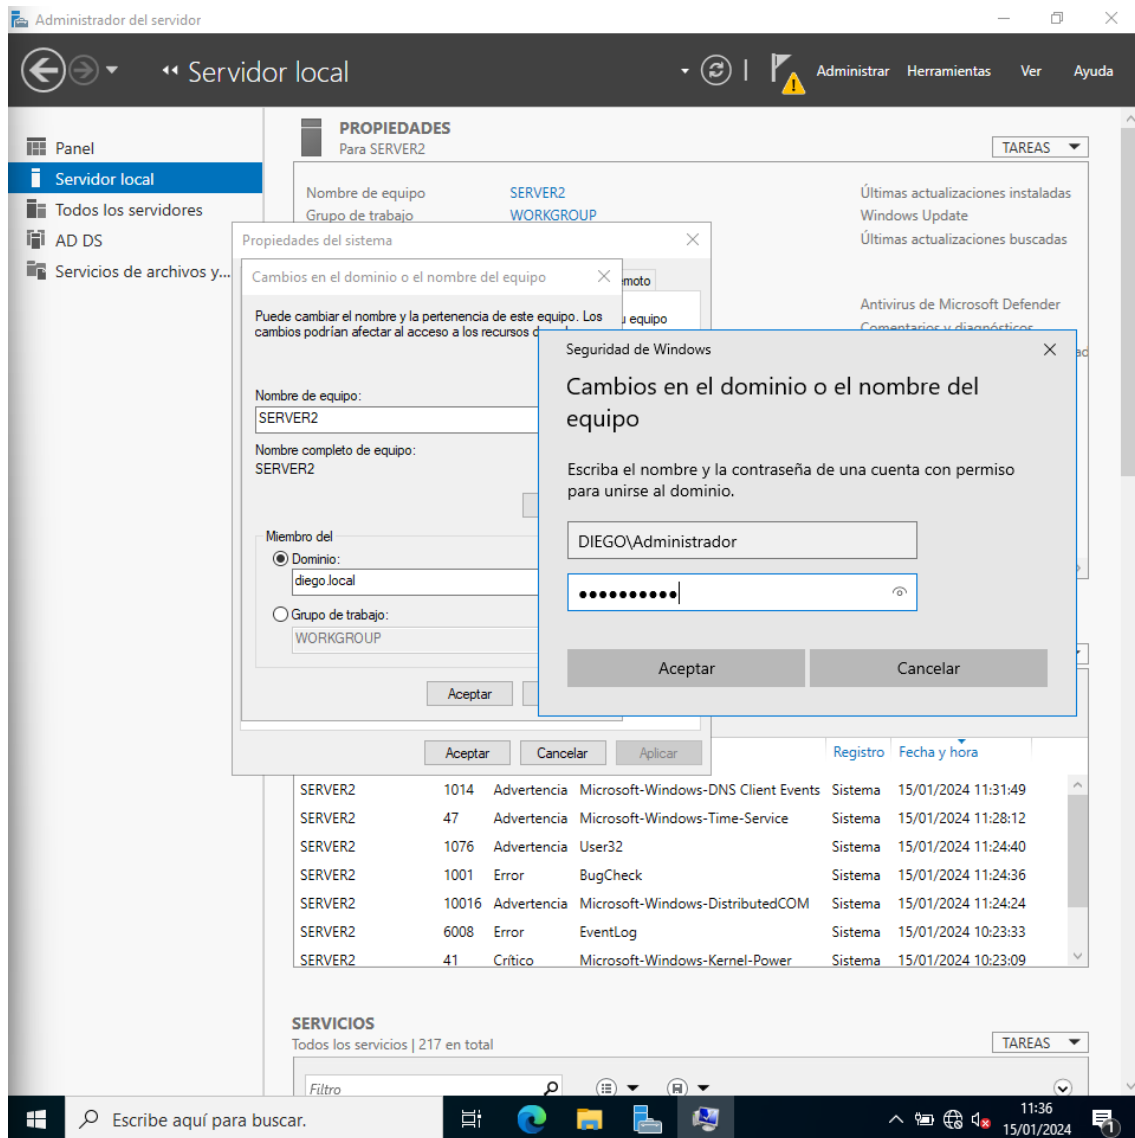 Administrador del servidor
Servidor local
Administrar Herramientas Ver Ayuda
Panel
Servidor local
Todos los servidores
AD DS
Servicios de archivos y...
PROPIEDADES
Para SERVER2
TAREAS
Nombre de equipo SERVER2 Últimas actualizaciones instaladas
Grupo de trabajo WORKGROUP Windows Update
Últimas actualizaciones buscadas
Antivirus de Microsoft Defender
Comentarios y diagnósticos
Propiedades del sistema
Cambios en el dominio o el nombre del equipo
Puede cambiar el nombre y la pertenencia de este equipo. Los
cambios podrían afectar al acceso a los recursos
equipo
Nombre de equipo:
SERVER2
Nombre completo de equipo:
SERVER2
Miembro del
Dominio:
diego.local
Grupo de trabajo:
WORKGROUP
Aceptar
Aceptar Cancelar Aplicar
Seguridad de Windows
Cambios en el dominio o el nombre del
equipo
Escriba el nombre y la contraseña de una cuenta con permiso
para unirse al dominio.
DIEGO\Administrador
●●●●●●●●●●
Aceptar Cancelar
Registro Fecha y hora
SERVER2 1014 Advertencia Microsoft-Windows-DNS Client Events Sistema 15/01/2024 11:31:49
SERVER2 47 Advertencia Microsoft-Windows-Time-Service Sistema 15/01/2024 11:28:12
SERVER2 1076 Advertencia User32 Sistema 15/01/2024 11:24:40
SERVER2 1001 Error BugCheck Sistema 15/01/2024 11:24:36
SERVER2 10016 Advertencia Microsoft-Windows-DistributedCOM Sistema 15/01/2024 11:24:24
SERVER2 6008 Error EventLog Sistema 15/01/2024 10:23:33
SERVER2 41 Crítico Microsoft-Windows-Kernel-Power Sistema 15/01/2024 10:23:09
SERVICIOS
Todos los servicios | 217 en total
TAREAS
Filtro
Escribe aquí para buscar.
11:36
15/01/2024
1